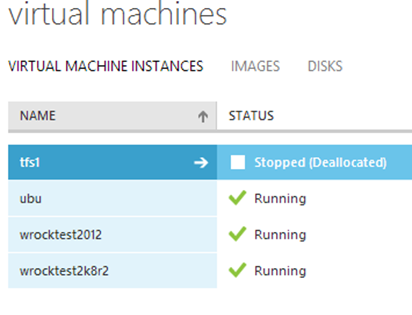 virtual machines
VIRTUAL MACHINE INSTANCES IMAGES DISKS
NAME STATUS
tfs1 Stopped (Deallocated)
ubu Running
wrocktest2012 Running
wrocktest2k8r2 Running